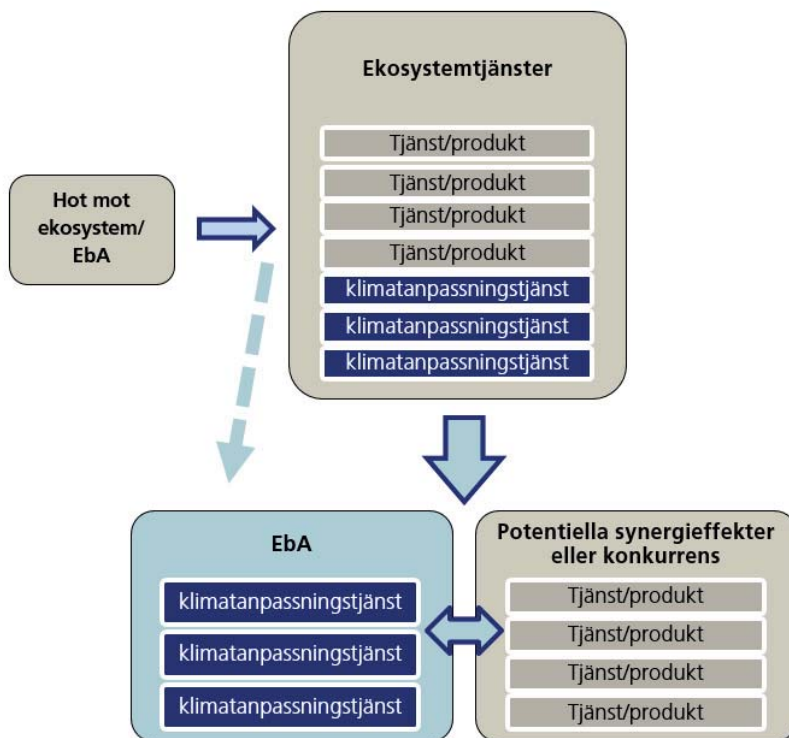 Ekosystemtjänster
Tjänst/produkt
Tjänst/produkt
Tjänst/produkt
Tjänst/produkt
klimatanpassningstjänst
klimatanpassningstjänst
klimatanpassningstjänst
Hot mot
ekosystem/
EbA
EbA
klimatanpassningstjänst
klimatanpassningstjänst
klimatanpassningstjänst
Potentiella synergieffekter
eller konkurrens
Tjänst/produkt
Tjänst/produkt
Tjänst/produkt
Tjänst/produkt